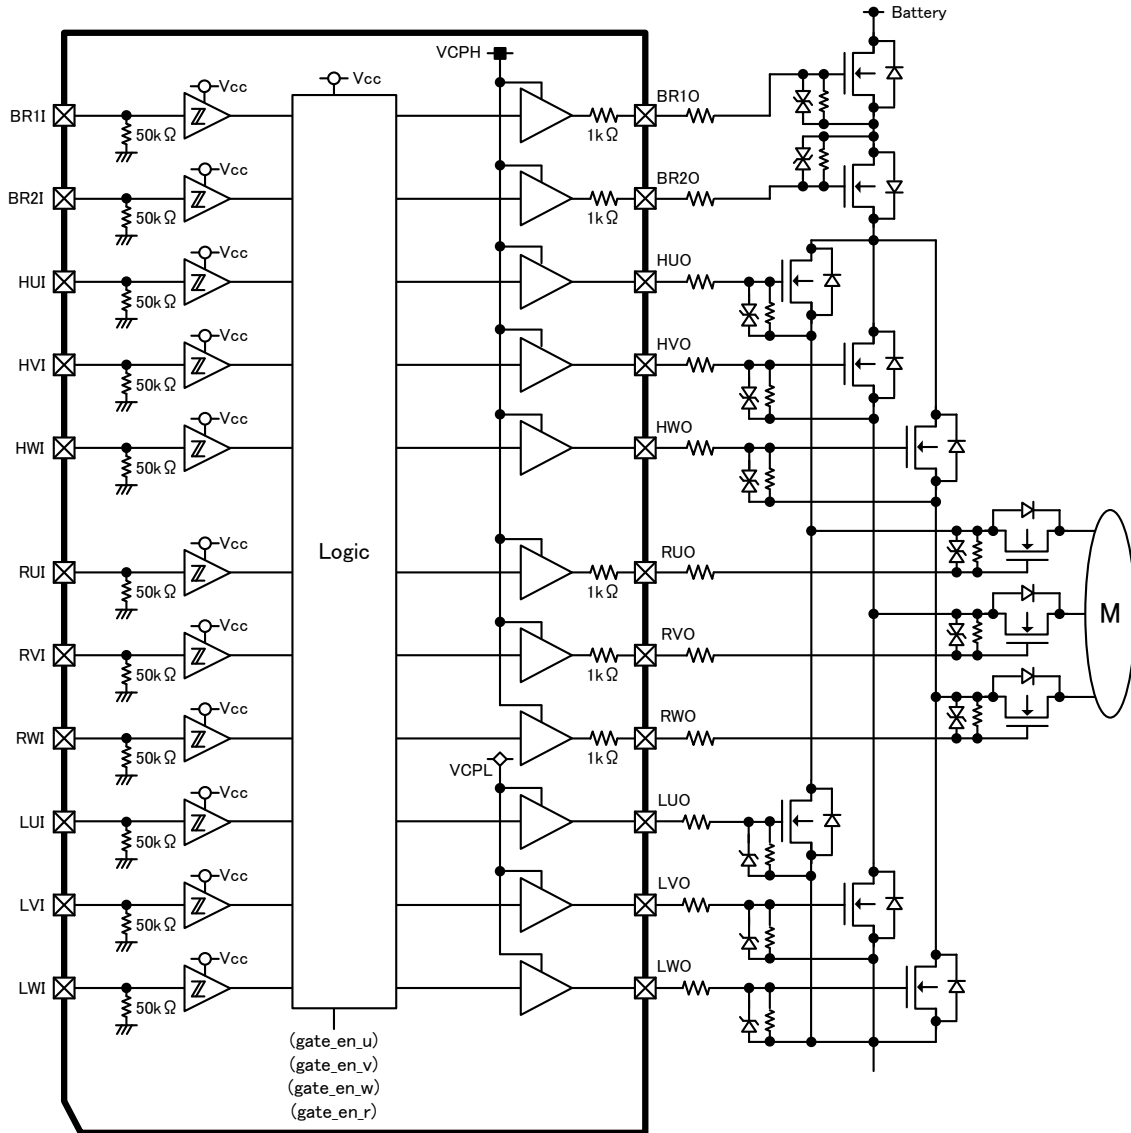 Battery
VCPH
Vcc
Vcc
BR1I
50kΩ
1kΩ
BR1O
Vcc
BR2I
50kΩ
1kΩ
BR2O
Vcc
HUI
50kΩ
HUO
Vcc
HVI
50kΩ
HVO
Vcc
HWI
50kΩ
HWO
Logic
Vcc
RUI
50kΩ
1kΩ
RUO
Vcc
RVI
50kΩ
1kΩ
RVO
M
Vcc
RWI
50kΩ
1kΩ
RWO
VCPL
Vcc
LUI
50kΩ
LUO
Vcc
LVI
50kΩ
LVO
Vcc
LWI
50kΩ
LWO
(gate_en_u)
(gate_en_v)
(gate_en_w)
(gate_en_r)